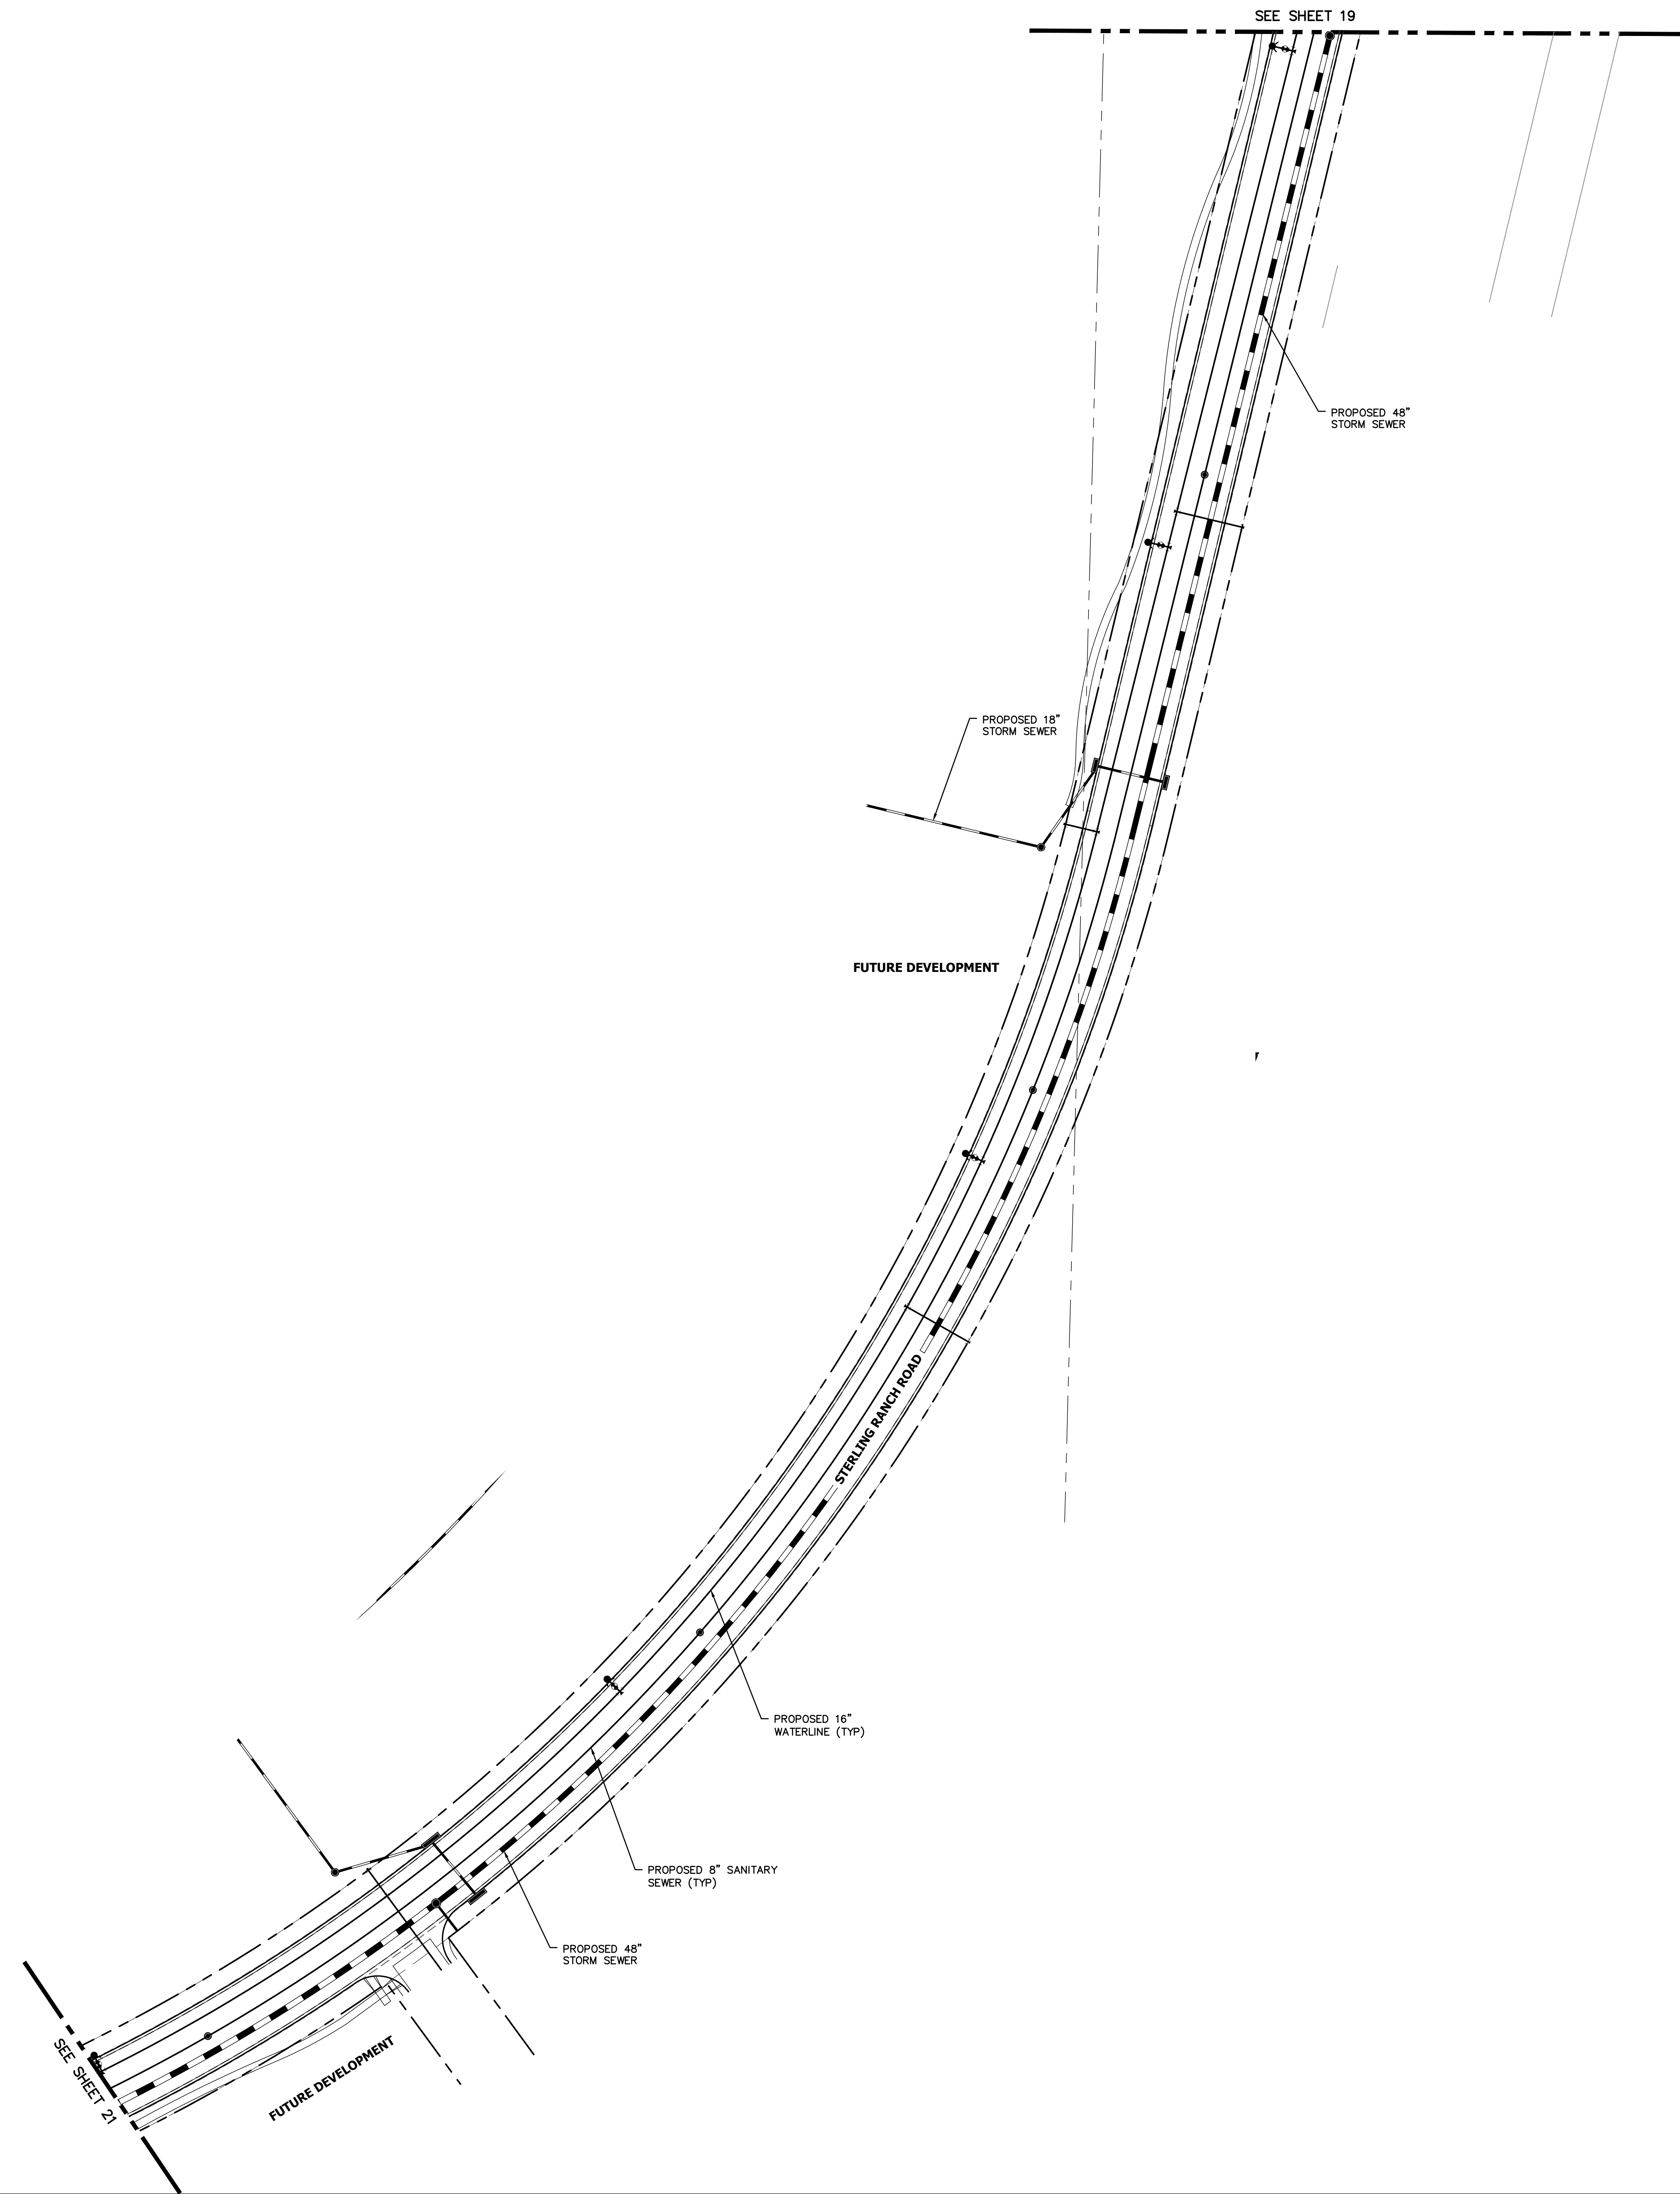 SEE SHEET 19
PROPOSED 48"
STORM SEWER
PROPOSED 18"
STORM SEWER
FUTURE DEVELOPMENT
STERLING RANCH ROAD
PROPOSED 16"
WATERLINE (TYP)
PROPOSED 8" SANITARY
SEWER (TYP)
PROPOSED 48"
STORM SEWER
SEE SHEET 21
FUTURE DEVELOPMENT